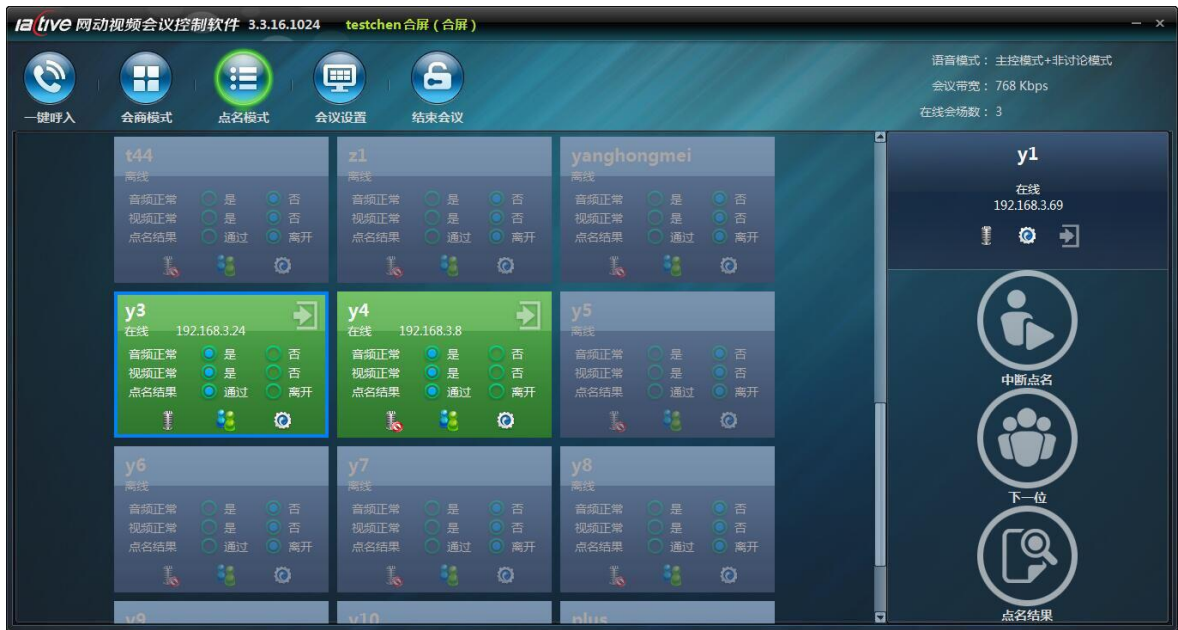 iactive 网动视频会议控制软件 3.3.16.1024 testchen合屏 ( 合屏 )
一键呼入 会商模式 点名模式 会议设置 结束会议
语音模式： 主控模式+非讨论模式
会议带宽： 768 Kbps
在线会场数： 3
t44 z1 yanghongmei
离线 离线 离线
音频正常 是 否 音频正常 是 否 音频正常 是 否
视频正常 是 否 视频正常 是 否 视频正常 是 否
点名结果 通过 离开 点名结果 通过 离开 点名结果 通过 离开
y3 y4 y5
在线 192.168.3.24 在线 192.168.3.8 离线
音频正常 是 否 音频正常 是 否 音频正常 是 否
视频正常 是 否 视频正常 是 否 视频正常 是 否
点名结果 通过 离开 点名结果 通过 离开 点名结果 通过 离开
y6 y7 y8
离线 离线 离线
音频正常 是 否 音频正常 是 否 音频正常 是 否
视频正常 是 否 视频正常 是 否 视频正常 是 否
点名结果 通过 离开 点名结果 通过 离开 点名结果 通过 离开
y9 y10 plus
y1
在线
192.168.3.69
中断点名
下一位
点名结果